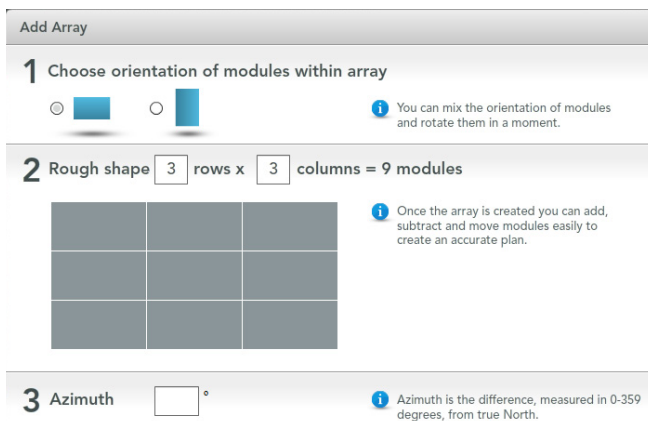 Add Array
1 Choose orientation of modules within array
i You can mix the orientation of modules
and rotate them in a moment.
2 Rough shape 3 rows x 3 columns = 9 modules
i Once the array is created you can add,
subtract and move modules easily to
create an accurate plan.
3 Azimuth °
i Azimuth is the difference, measured in 0-359
degrees, from true North.